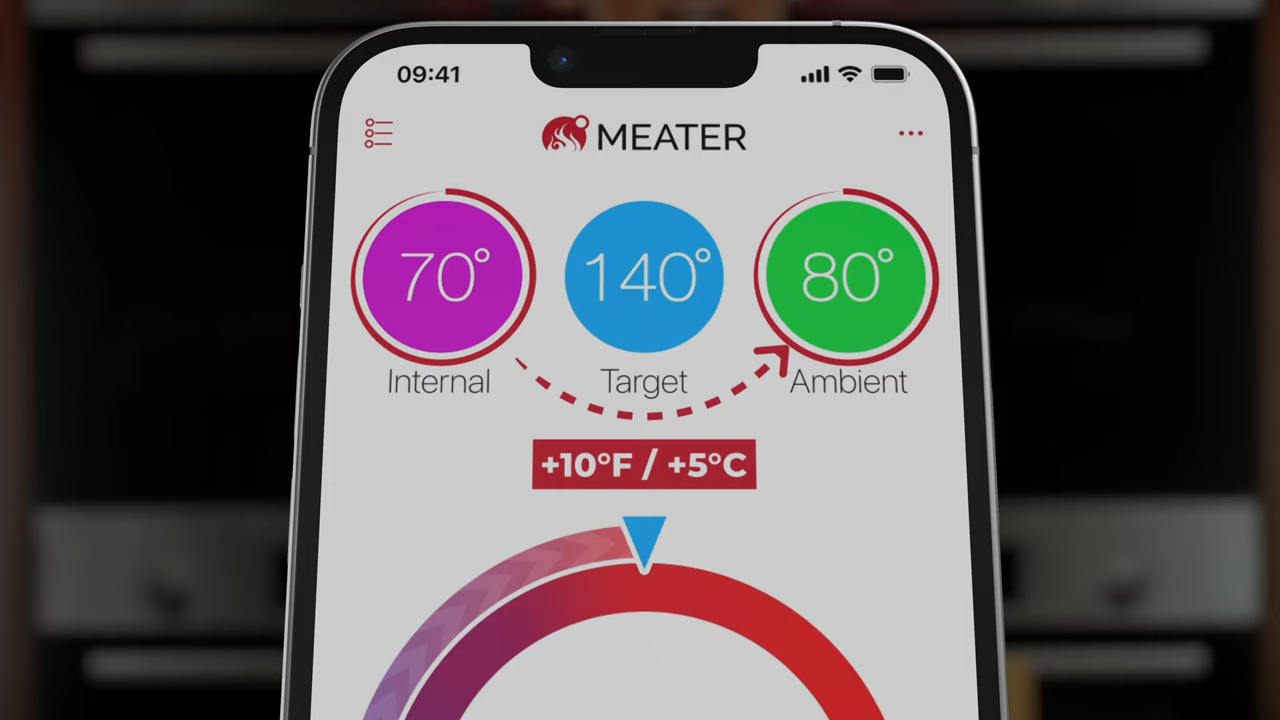 09:41
MEATER
70° 140° 80°
Internal Target Ambient
+10°F / +5°C